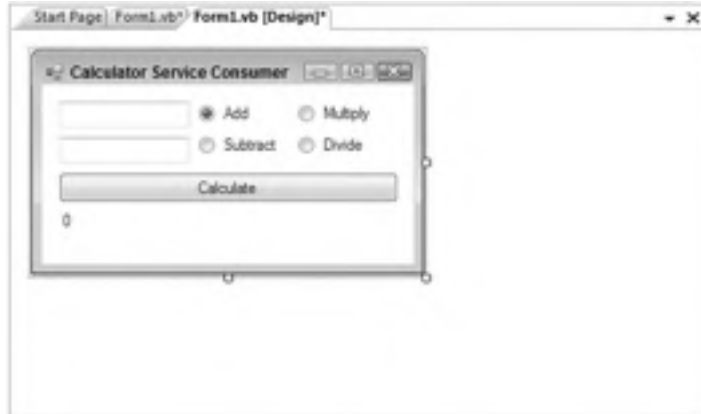 Start Page Form1.vb* Form1.vb [Design]*
Calculator Service Consumer
Add Multiply
Subtract Divide
Calculate
0